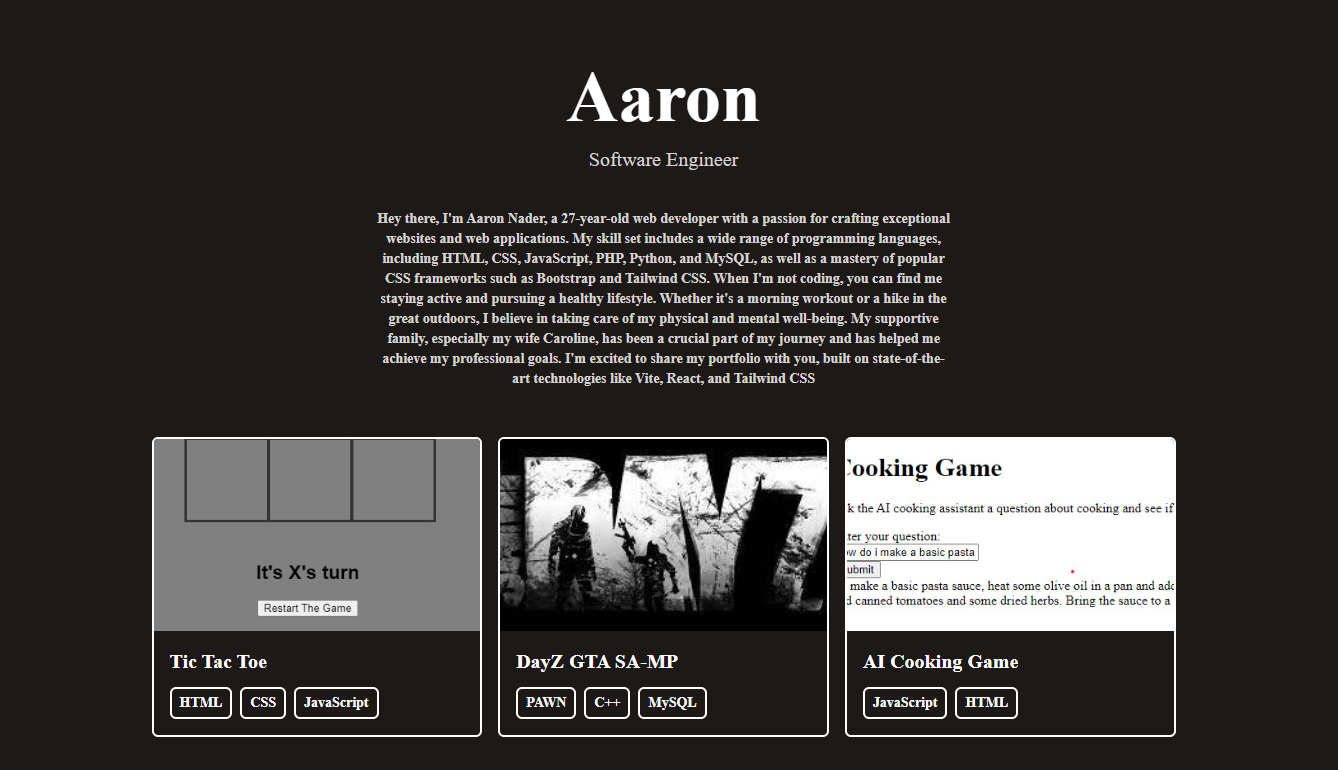 Aaron
Software Engineer
Hey there, I'm Aaron Nader, a 27-year-old web developer with a passion for crafting exceptional
websites and web applications. My skill set includes a wide range of programming languages,
including HTML, CSS, JavaScript, PHP, Python, and MySQL, as well as a mastery of popular
CSS frameworks such as Bootstrap and Tailwind CSS. When I'm not coding, you can find me
staying active and pursuing a healthy lifestyle. Whether it's a morning workout or a hike in the
great outdoors, I believe in taking care of my physical and mental well-being. My supportive
family, especially my wife Caroline, has been a crucial part of my journey and has helped me
achieve my professional goals. I'm excited to share my portfolio with you, built on state-of-the-
art technologies like Vite, React, and Tailwind CSS
It's X's turn
Restart The Game
Tic Tac Toe
HTML CSS JavaScript
DAYZ
DayZ GTA SA-MP
PAWN C++ MySQL
Cooking Game
k the AI cooking assistant a question about cooking and see if
ter your question:
ow do i make a basic pasta
ubmit
make a basic pasta sauce, heat some olive oil in a pan and add
d canned tomatoes and some dried herbs. Bring the sauce to a
AI Cooking Game
JavaScript HTML